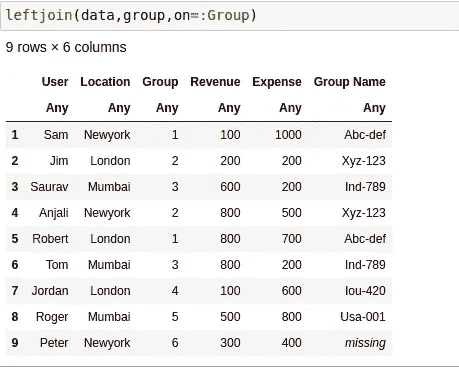 leftjoin(data,group,on=:Group)
9 rows × 6 columns
User Location Group Revenue Expense Group Name
Any Any Any Any Any Any
1 Sam Newyork 1 100 1000 Abc-def
2 Jim London 2 200 200 Xyz-123
3 Saurav Mumbai 3 600 200 Ind-789
4 Anjali Newyork 2 800 500 Xyz-123
5 Robert London 1 800 700 Abc-def
6 Tom Mumbai 3 800 200 Ind-789
7 Jordan London 4 100 600 Iou-420
8 Roger Mumbai 5 500 800 Usa-001
9 Peter Newyork 6 300 400 missing